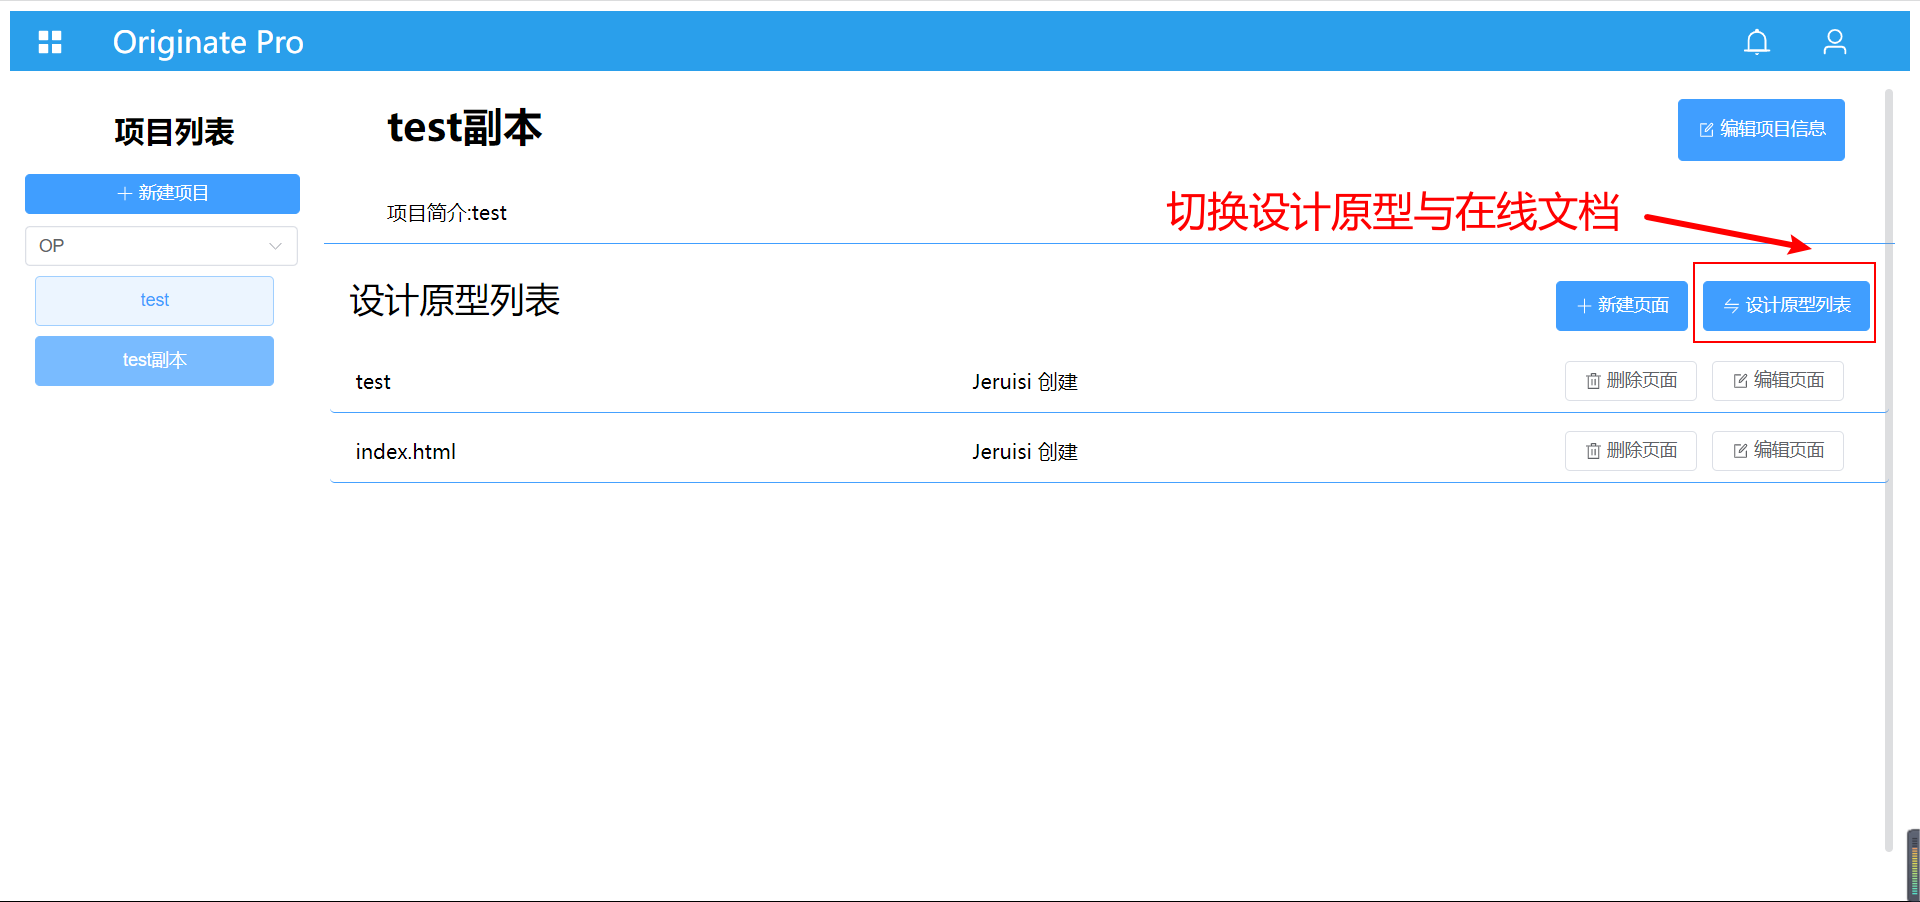 Originate Pro
项目列表
新建项目
OP
test
test副本
test副本
编辑项目信息
项目简介:test
切换设计原型与在线文档
设计原型列表
新建页面
设计原型列表
test
Jeruisi 创建
删除页面
编辑页面
index.html
Jeruisi 创建
删除页面
编辑页面